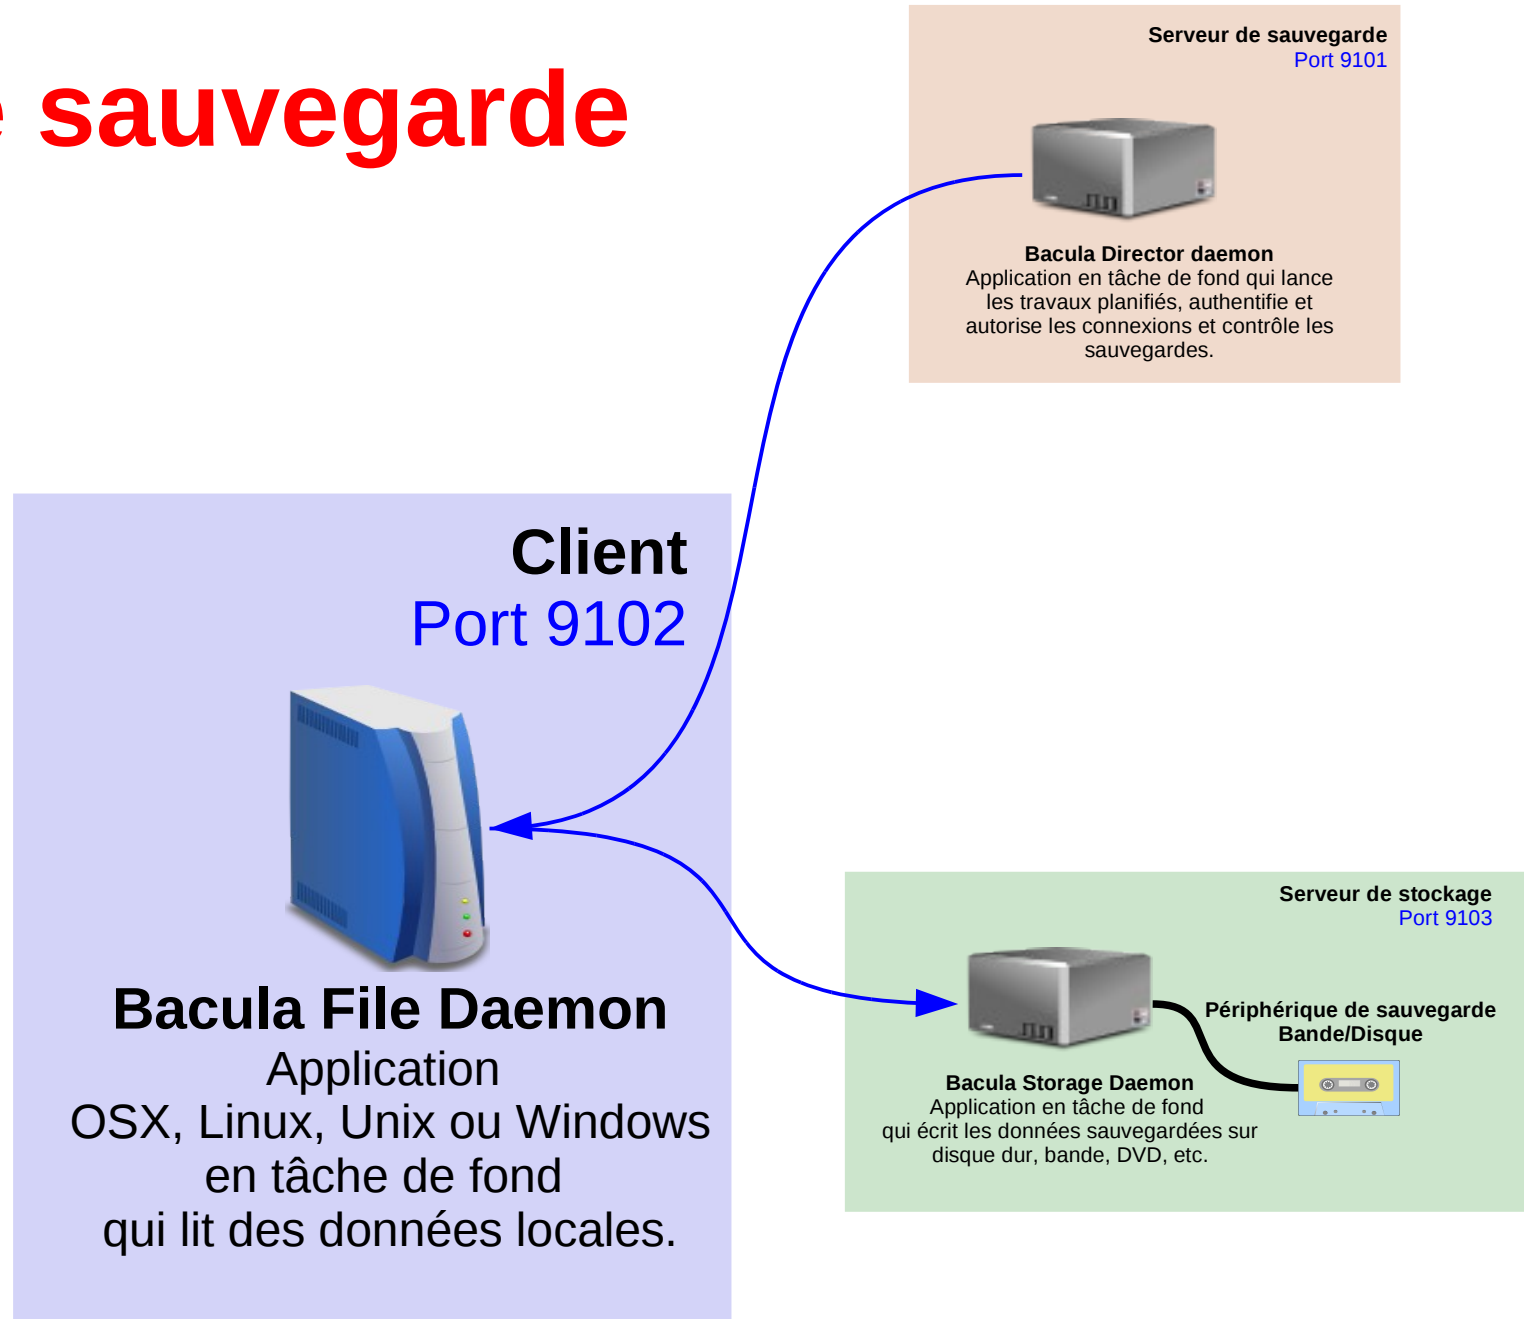 sauvegarde
Serveur de sauvegarde
Port 9101
Bacula Director daemon
Application en tâche de fond qui lance
les travaux planifiés, authentifie et
autorise les connexions et contrôle les
sauvegardes.
Client
Port 9102
Bacula File Daemon
Application
OSX, Linux, Unix ou Windows
en tâche de fond
qui lit des données locales.
Serveur de stockage
Port 9103
Périphérique de sauvegarde
Bande/Disque
Bacula Storage Daemon
Application en tâche de fond
qui écrit les données sauvegardées sur
disque dur, bande, DVD, etc.